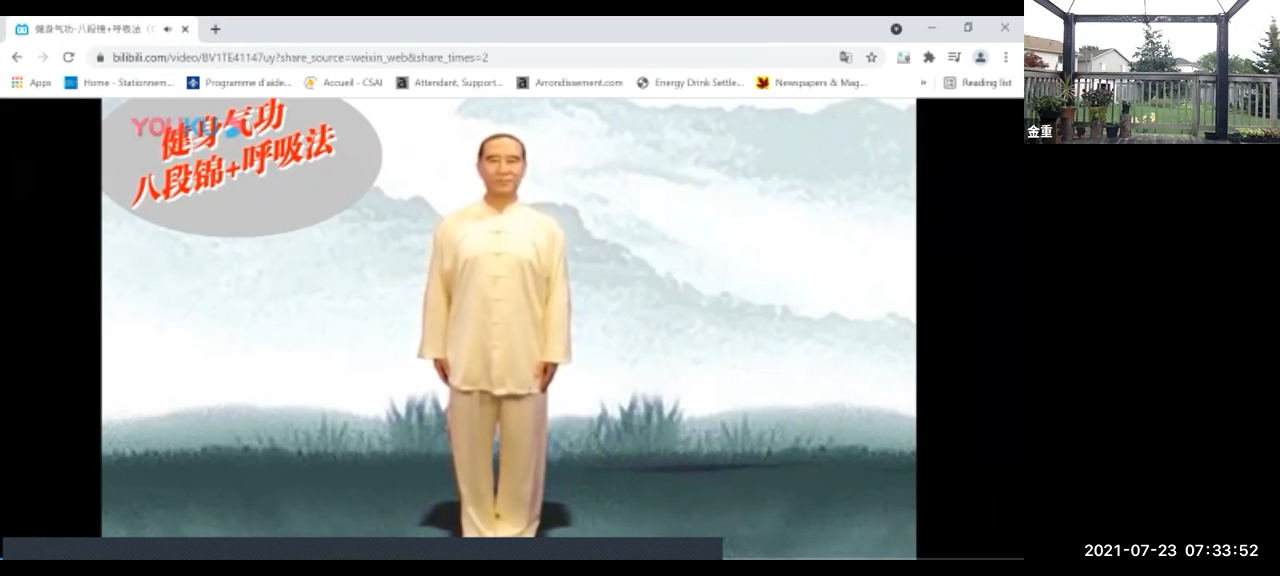 健身气功-八段锦+呼吸法（
bilibili.com/video/BV1TE41147uy?share_source=weixin_web&share_times=2
Apps
Home - Stationnem...
Programme d'aide...
Accueil - CSAI
Attendant, Support...
Arrondissement.com
Energy Drink Settle...
Newspapers & Mag...
»
Reading list
YOUKU
健身气功
八段锦+呼吸法
金重
2021-07-23 07:33:52